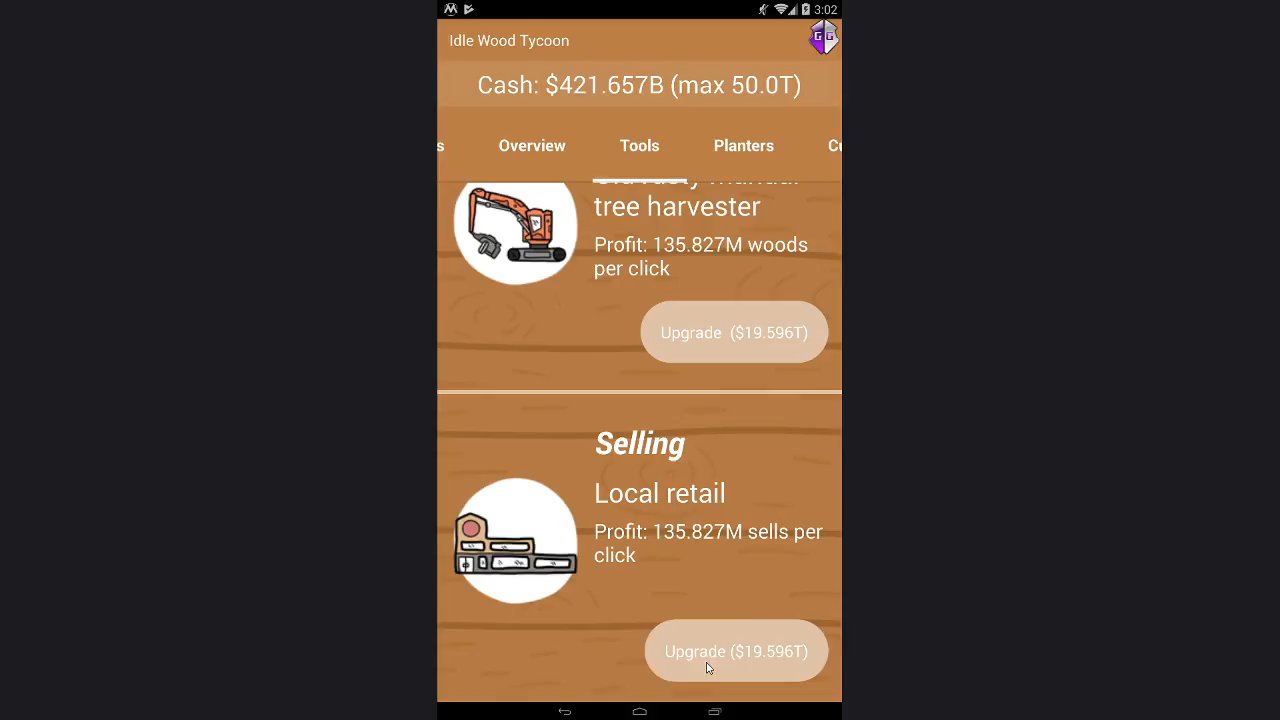 3:02
Idle Wood Tycoon
Cash: $421.657B (max 50.0T)
s Overview Tools Planters
tree harvester
Profit: 135.827M woods
per click
Upgrade ($19.596T)
Selling
Local retail
Profit: 135.827M sells per
click
Upgrade ($19.596T)